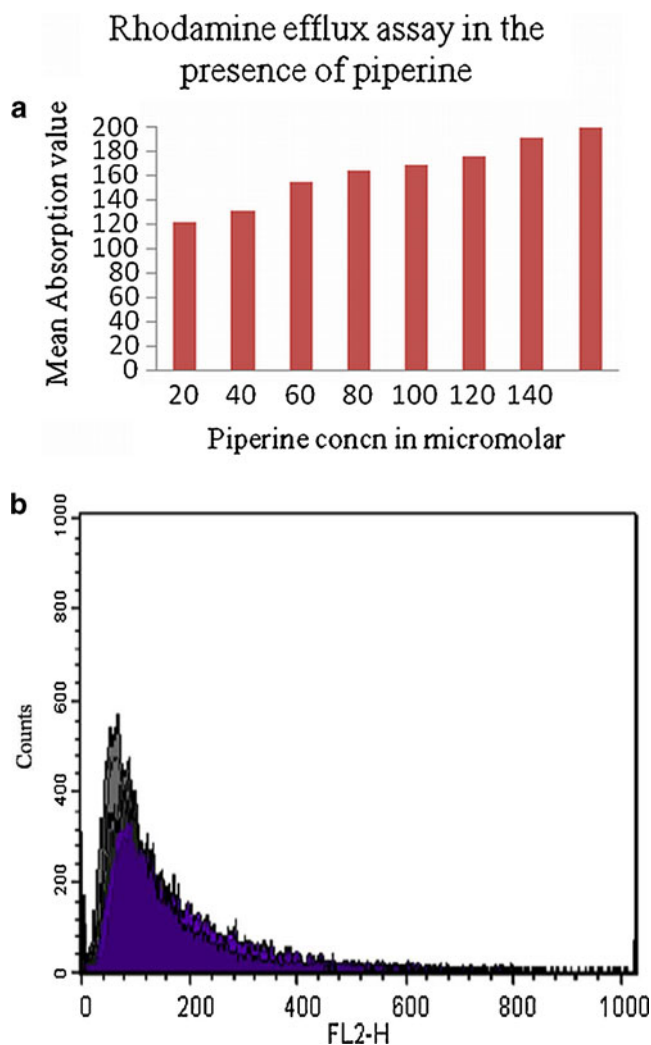 Rhodamine efflux assay in the
presence of piperine
a
Mean Absorption value
200
180
160
140
120
100
80
60
40
20
0
20 40 60 80 100 120 140
Piperine concn in micromolar
b
Counts
1000
800
600
400
200
0
0 200 400 600 800 1000
FL2-H